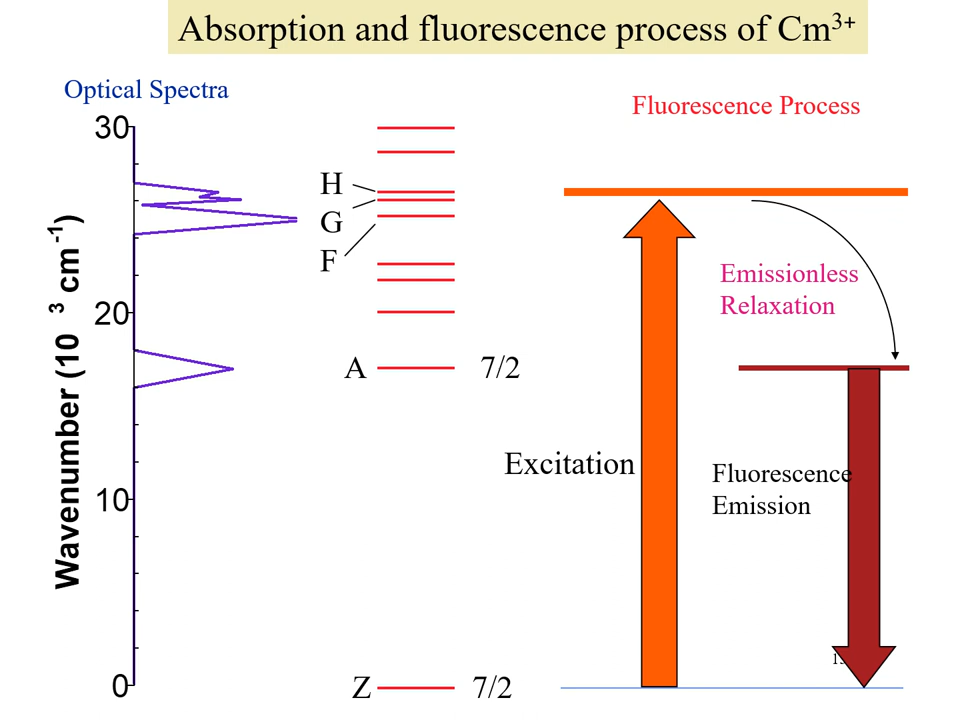 Absorption and fluorescence process of Cm³⁺
Optical Spectra
Fluorescence Process
30
20
10
0
Wavenumber (10 ³ cm⁻¹)
H
G
F
A
7/2
Z
7/2
Emissionless
Relaxation
Excitation
Fluorescence
Emission